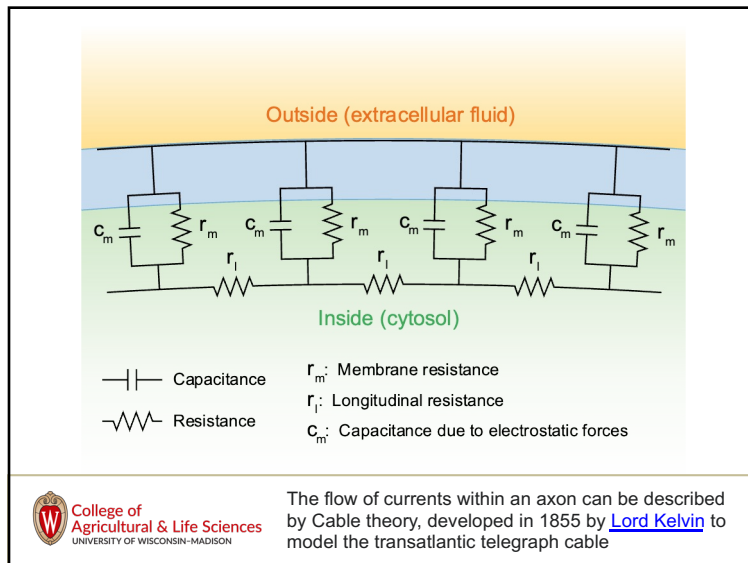 Outside (extracellular fluid)
cm rm cm rm cm rm cm rm
rl rl rl
Inside (cytosol)
Capacitance
Resistance
rm: Membrane resistance
rl: Longitudinal resistance
cm: Capacitance due to electrostatic forces
W
College of
Agricultural & Life Sciences
UNIVERSITY OF WISCONSIN–MADISON
The flow of currents within an axon can be described
by Cable theory, developed in 1855 by Lord Kelvin to
model the transatlantic telegraph cable